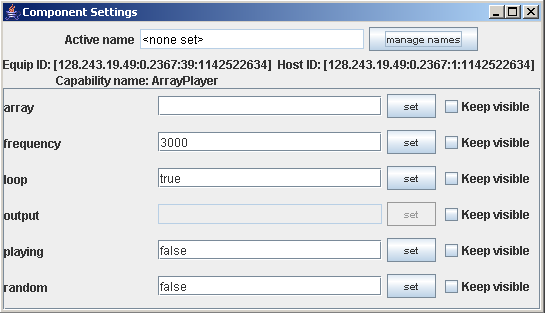 Component Settings
Active name <none set> manage names
Equip ID: [128.243.19.49:0.2367:39:1142522634] Host ID: [128.243.19.49:0.2367:1:1142522634]
Capability name: ArrayPlayer
array set Keep visible
frequency 3000 set Keep visible
loop true set Keep visible
output set Keep visible
playing false set Keep visible
random false set Keep visible